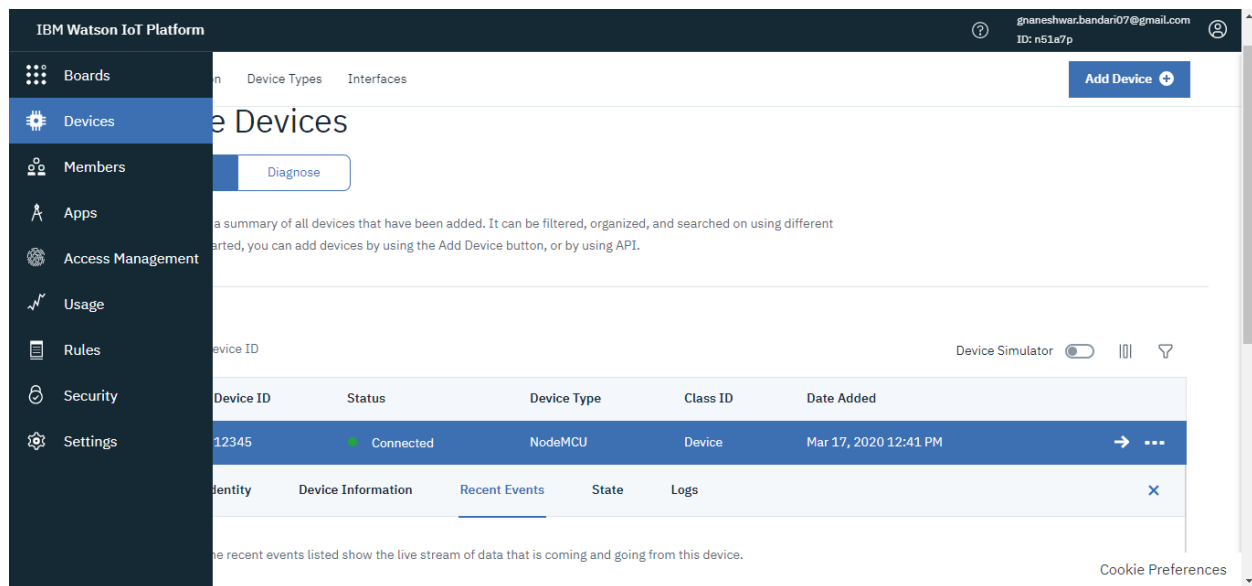 IBM Watson IoT Platform
gnaneshwar.bandari07@gmail.com
ID: n51a7p
Boards
Devices
Members
Apps
Access Management
Usage
Rules
Security
Settings
Device Types Interfaces
Add Device
e Devices
Diagnose
a summary of all devices that have been added. It can be filtered, organized, and searched on using different
arted, you can add devices by using the Add Device button, or by using API.
evice ID
Device Simulator
Device ID Status Device Type Class ID Date Added
12345 Connected NodeMCU Device Mar 17, 2020 12:41 PM
dentity Device Information Recent Events State Logs
he recent events listed show the live stream of data that is coming and going from this device.
Cookie Preferences